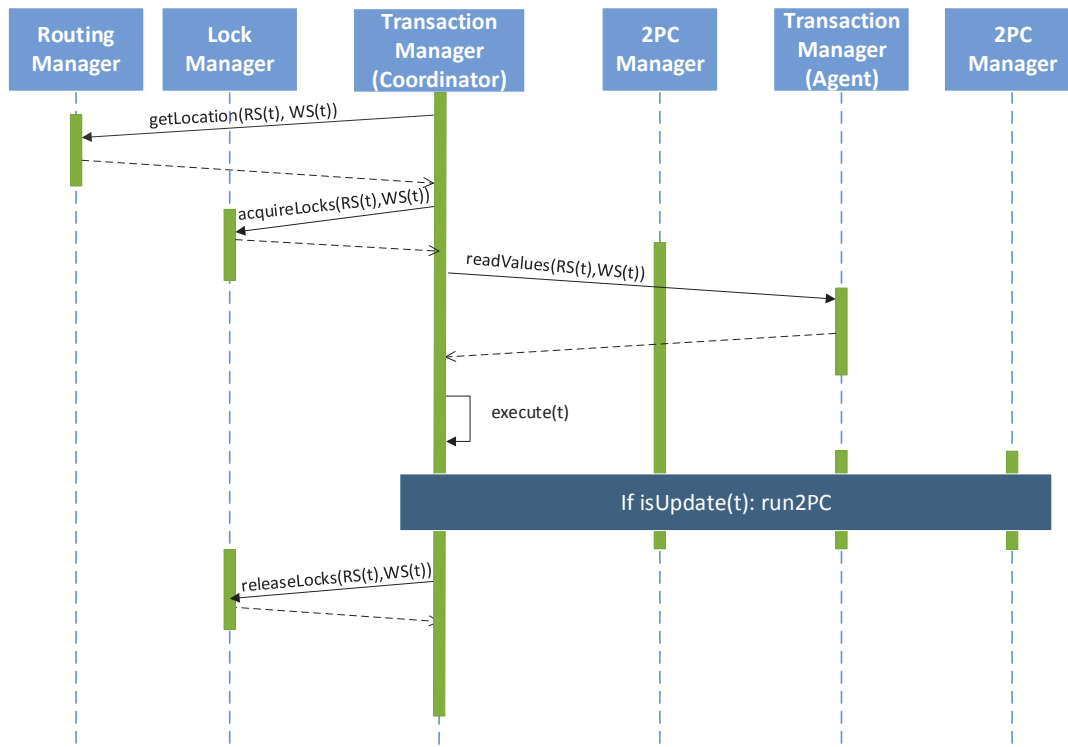 Routing
Manager
Lock
Manager
Transaction
Manager
(Coordinator)
2PC
Manager
Transaction
Manager
(Agent)
2PC
Manager
getLocation(RS(t), WS(t))
acquireLocks(RS(t),WS(t))
readValues(RS(t),WS(t))
execute(t)
If isUpdate(t): run2PC
releaseLocks(RS(t),WS(t))